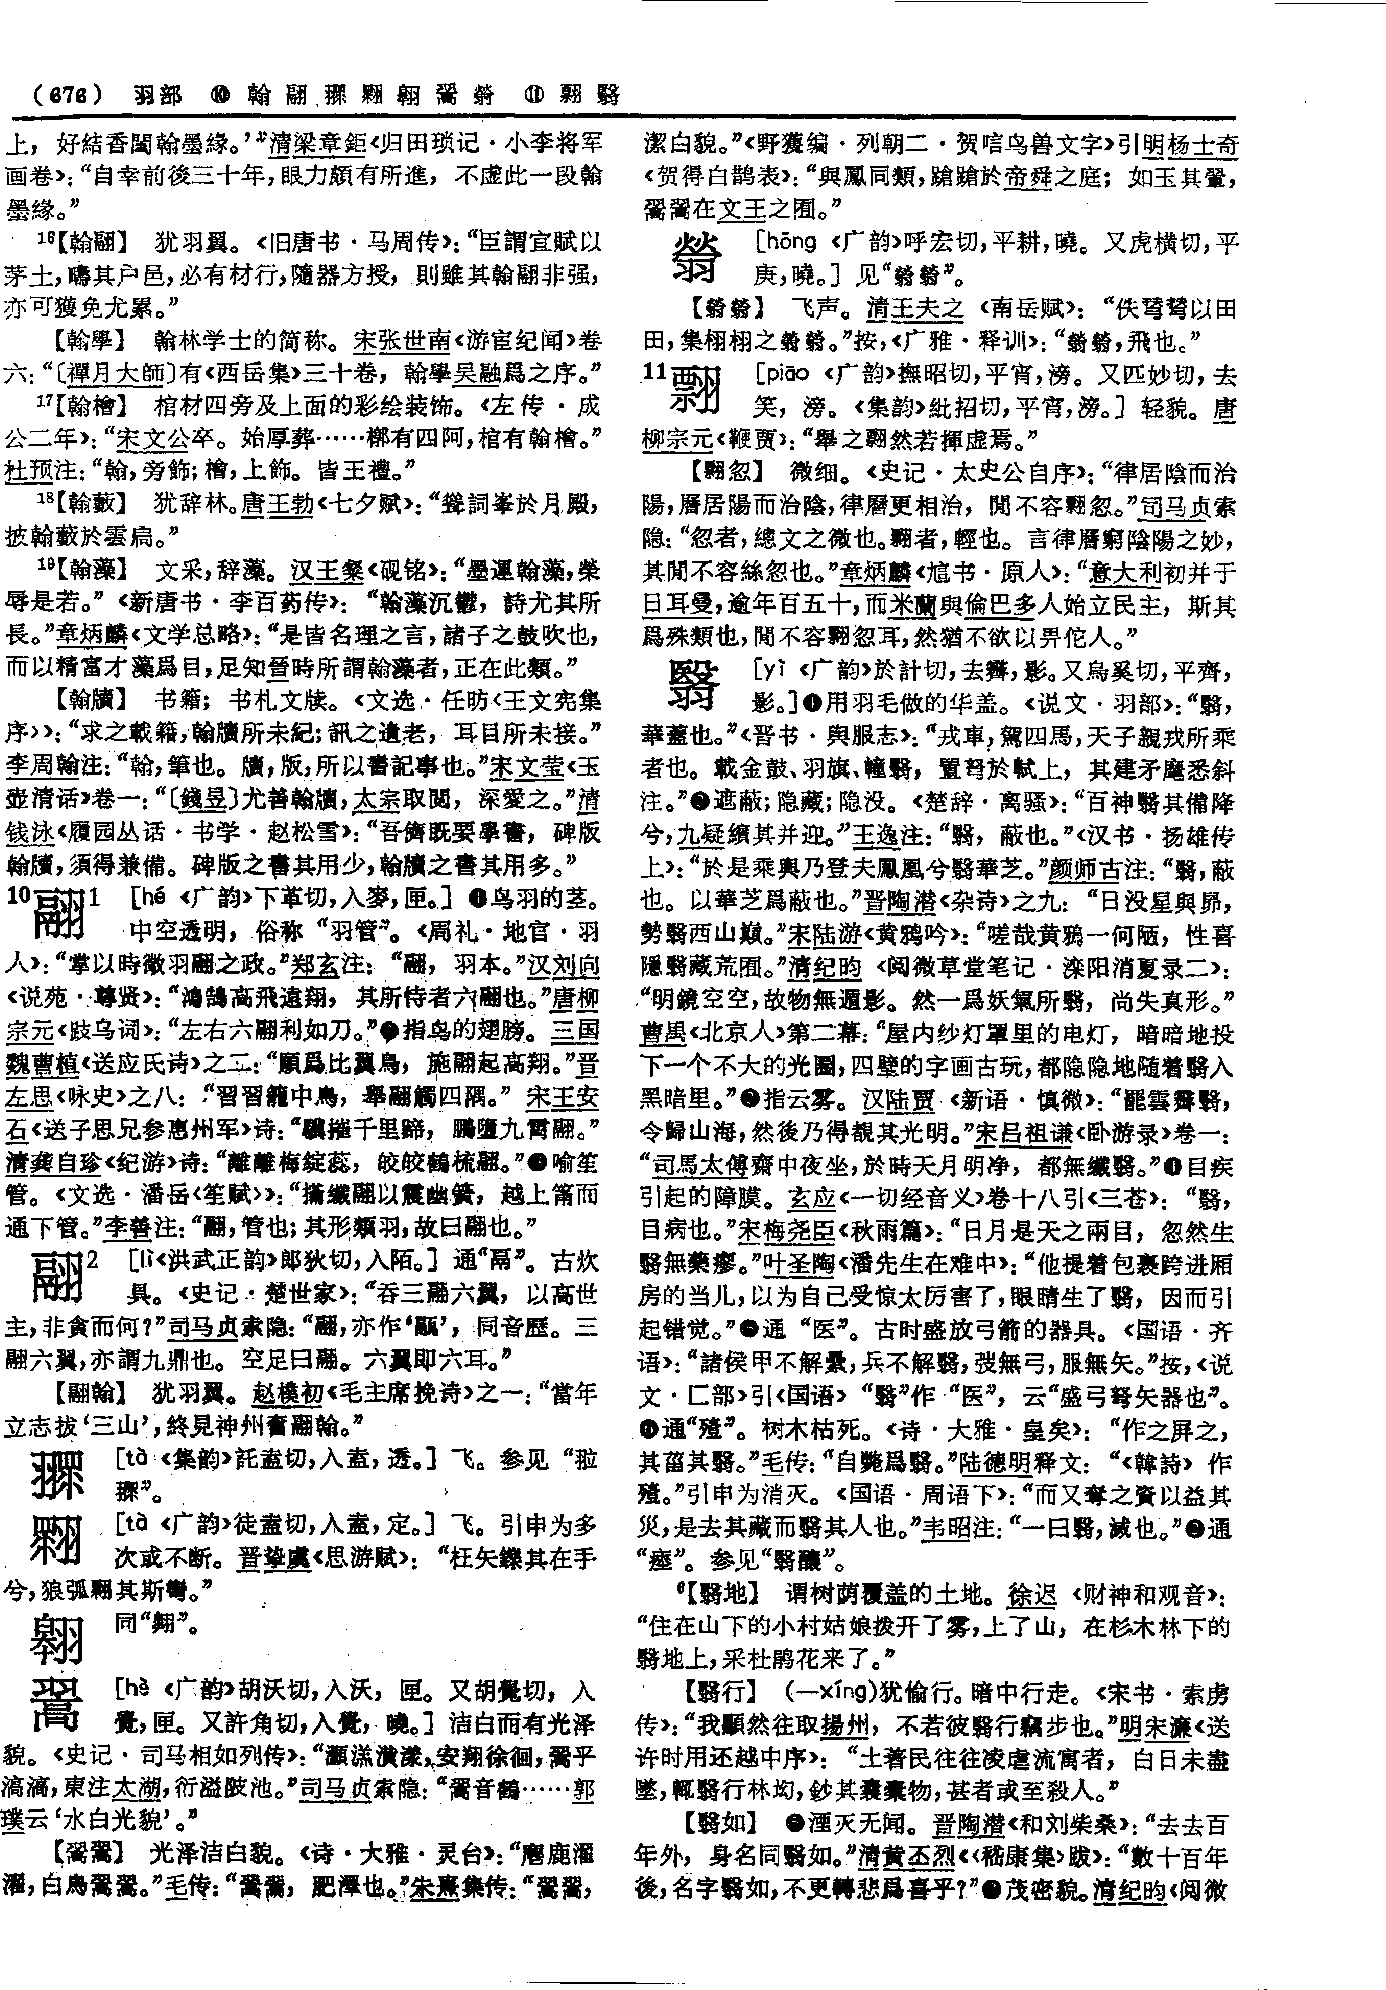 (676) 羽部 ❿ 翰翮䎓䎓翱翯翃 ⓫ 翲翳
上，好結香閨翰墨緣。’”清梁章鉅<归田琐记·小李将军
画卷>：“自幸前後三十年，眼力頗有所進，不虚此一段翰
墨緣。”
16【翰翮】 犹羽翼。<旧唐书·马周传>：“臣謂宜賦以
茅土，疇其户邑，必有材行，隨器方授，則雖其翰翮非强，
亦可獲免尤累。”
【翰學】 翰林学士的简称。宋张世南<游宦纪闻>卷
六：“〔禪月大師〕有<西岳集>三十卷，翰學吴融爲之序。”
17【翰檜】 棺材四旁及上面的彩绘装饰。<左传·成
公二年>：“宋文公卒。始厚葬……槨有四阿，棺有翰檜。”
杜预注：“翰，旁飾；檜，上飾。皆王禮。”
18【翰藪】 犹辞林。唐王勃<七夕赋>：“聳詞峯於月殿，
披翰藪於雲扃。”
19【翰藻】 文采，辞藻。汉王粲<砚铭>：“墨運翰藻，榮
辱是若。”<新唐书·李百药传>：“翰藻沉鬱，詩尤其所
長。”章炳麟<文学总略>：“是皆名理之言，諸子之鼓吹也，
而以精富才藻爲目，足知晉時所謂翰藻者，正在此類。”
【翰牘】 书籍；书札文牍。<文选·任昉<王文宪集
序>>：“求之載籍，翰牘所未紀；訊之遺老，耳目所未接。”
李周翰注：“翰，筆也。牘，版，所以書記事也。”宋文莹<玉
壶清话>卷一：“〔錢昱〕尤善翰牘，太宗取閲，深愛之。”清
钱泳<履园丛话·书学·赵松雪>：“吾儕既要學書，碑版
翰牘，須得兼備。碑版之書其用少，翰牘之書其用多。”
10翮1 [hé <广韵>下革切，入麥，匣。] ❶鸟羽的茎。
中空透明，俗称“羽管”。<周礼·地官·羽
人>：“掌以時徵羽翮之政。”郑玄注：“翮，羽本。”汉刘向
<说苑·尊贤>：“鴻鵠高飛遠翔，其所恃者六翮也。”唐柳
宗元<跂乌词>：“左右六翮利如刀。”❷指鸟的翅膀。三国
魏曹植<送应氏诗>之二：“願爲比翼鳥，施翮起高翔。”晋
左思<咏史>之八：“習習籠中鳥，舉翮觸四隅。”宋王安
石<送子思兄参惠州军>诗：“驥摧千里蹄，鵬墮九霄翮。”
清龚自珍<纪游>诗：“離離梅綻蕊，皎皎鶴梳翮。”❸喻笙
管。<文选·潘岳<笙赋>>：“擶纖翮以震幽簧，越上筩而
通下管。”李善注：“翮，管也；其形類羽，故曰翮也。”
翮2 [lì<洪武正韵>郎狄切，入陌。] 通“鬲”。古炊
具。<史记·楚世家>：“吞三翮六翼，以高世
主，非貪而何？”司马贞索隐：“翮，亦作‘䰛’，同音歷。三
翮六翼，亦謂九鼎也。空足曰翮。六翼即六耳。”
【翮翰】 犹羽翼。赵樸初<毛主席挽诗>之一：“當年
立志拔‘三山’，終見神州奮翮翰。”
[tà <集韵>託盍切，入盍，透。] 飞。参见“翋
[tà <广韵>徒盍切，入盍，定。] 飞。引申为多
次或不断。晋挚虞<思游赋>：“枉矢鑠其在手
兮，狼弧翾其斯彎。”
翱 同“翱”。
翯 [hè <广韵>胡沃切，入沃，匣。又胡覺切，入
覺，匣。又許角切，入覺，曉。] 洁白而有光泽
貌。<史记·司马相如列传>：“灝溔潢漾，安翔徐徊，翯乎
滈滈，東注太湖，衍溢陂池。”司马贞索隐：“翯音鶴……郭
璞云‘水白光貌’。”
【翯翯】 光泽洁白貌。<诗·大雅·灵台>：“麀鹿濯
濯，白鳥翯翯。”毛传：“翯翯，肥澤也。”朱熹集传：“翯翯，
潔白貌。”<野獲编·列朝二·贺唁鸟兽文字>引明杨士奇
<贺得白鹊表>：“與鳳同類，蹌蹌於帝舜之庭；如玉其翬，
翯翯在文王之囿。”
[hōng <广韵>呼宏切，平耕，曉。又虎横切，平
庚，曉。] 见“䎕䎕”。
【䎕䎕】 飞声。清王夫之 <南岳赋>：“佚骛骛以田
田，集栩栩之䎕䎕。”按，<广雅·释训>：“䎕䎕，飛也。”
11翲 [piāo <广韵>撫昭切，平宵，滂。又匹妙切，去
笑，滂。<集韵>紕招切，平宵，滂。] 轻貌。唐
柳宗元<鞭贾>：“舉之翲然若揮虚焉。”
【翲忽】 微细。<史记·太史公自序>：“律居陰而治
陽，曆居陽而治陰，律曆更相治，閒不容翲忽。”司马贞索
隐：“忽者，總文之微也。翲者，輕也。言律曆窮陰陽之妙，
其閒不容絲忽也。”章炳麟<訄书·原人>：“意大利初并于
日耳曼，逾年百五十，而米蘭與倫巴多人始立民主，斯其
爲殊類也，閒不容翲忽耳，然猶不欲以畀佗人。”
翳 [yì <广韵>於計切，去霽，影。又烏奚切，平齊，
影。]❶用羽毛做的华盖。<说文·羽部>：“翳，
華蓋也。”<晋书·舆服志>：“戎車，駕四馬，天子親戎所乘
者也。載金鼓、羽旗、幢翳，置弩於軾上，其建矛麾悉斜
注。”❷遮蔽；隐藏；隐没。<楚辞·离骚>：“百神翳其備降
兮，九疑缤其并迎。”王逸注：“翳，蔽也。”<汉书·扬雄传
上>：“於是乘輿乃登夫鳳凰兮翳華芝。”颜师古注：“翳，蔽
也。以華芝爲蔽也。”晋陶潜<杂诗>之九：“日没星與昴，
勢翳西山巔。”宋陆游<黄鸦吟>：“嗟哉黄鴉一何陋，性喜
隱翳藏荒囿。”清纪昀 <阅微草堂笔记·滦阳消夏录二>：
“明鏡空空，故物無遁影。然一爲妖氣所翳，尚失真形。”
曹禺<北京人>第二幕：“屋内纱灯罩里的电灯，暗暗地投
下一个不大的光圈，四壁的字画古玩，都隐隐地随着翳入
黑暗里。”❸指云雾。汉陆贾 <新语·慎微>：“罷雲霽翳，
令歸山海，然後乃得覩其光明。”宋吕祖谦<卧游录>卷一：
“司馬太傅齋中夜坐，於時天月明净，都無纖翳。”❹目疾
引起的障膜。玄应<一切经音义>卷十八引<三苍>：“翳，
目病也。”宋梅尧臣<秋雨篇>：“日月是天之兩目，忽然生
翳無藥瘳。”叶圣陶<潘先生在难中>：“他提着包裹跨进厢
房的当儿，以为自己受惊太厉害了，眼睛生了翳，因而引
起错觉。”❺通“医”。古时盛放弓箭的器具。<国语·齐
语>：“諸侯甲不解纍，兵不解翳，弢無弓，服無矢。”按，<说
文·匚部>引<国语>“翳”作“医”，云“盛弓弩矢器也”。
❻通“殪”。树木枯死。<诗·大雅·皇矣>：“作之屏之，
其菑其翳。”毛传：“自斃爲翳。”陆德明释文：“<韓詩> 作
殪。”引申为消灭。<国语·周语下>：“而又奪之資以益其
災，是去其藏而翳其人也。”韦昭注：“一曰翳，滅也。”❼通
“瘞”。参见“翳釀”。
6【翳地】 谓树荫覆盖的土地。徐迟 <财神和观音>：
“住在山下的小村姑娘拨开了雾，上了山，在杉木林下的
翳地上，采杜鹃花来了。”
【翳行】 (—xíng)犹偷行。暗中行走。<宋书·索虏
传>：“我顯然往取揚州，不若彼翳行竊步也。”明宋濂<送
许时用还越中序>：“土著民往往凌虐流寓者，白日未盡
墜，輒翳行林坳，鈔其囊橐物，甚者或至殺人。”
【翳如】 ❶湮灭无闻。晋陶潜<和刘柴桑>：“去去百
年外，身名同翳如。”清黄丕烈<<嵇康集>跋>：“數十百年
後，名字翳如，不更轉悲爲喜乎？”❷茂密貌。清纪昀<阅微